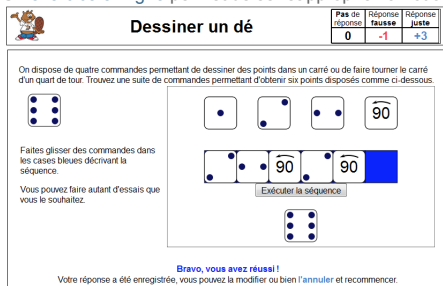 Dessiner un dé
Pas de réponse
Réponse fausse
Réponse juste
0
-1
+3
On dispose de quatre commandes permettant de dessiner des points dans un carré ou de faire tourner le carré
d'un quart de tour. Trouvez une suite de commandes permettant d'obtenir six points disposés comme ci-dessous.
90
Faites glisser des commandes dans
les cases bleues décrivant la
séquence.
Vous pouvez faire autant d'essais que
vous le souhaitez.
90
90
Exécuter la séquence
Bravo, vous avez réussi !
Votre réponse a été enregistrée, vous pouvez la modifier ou bien l'annuler et recommencer.